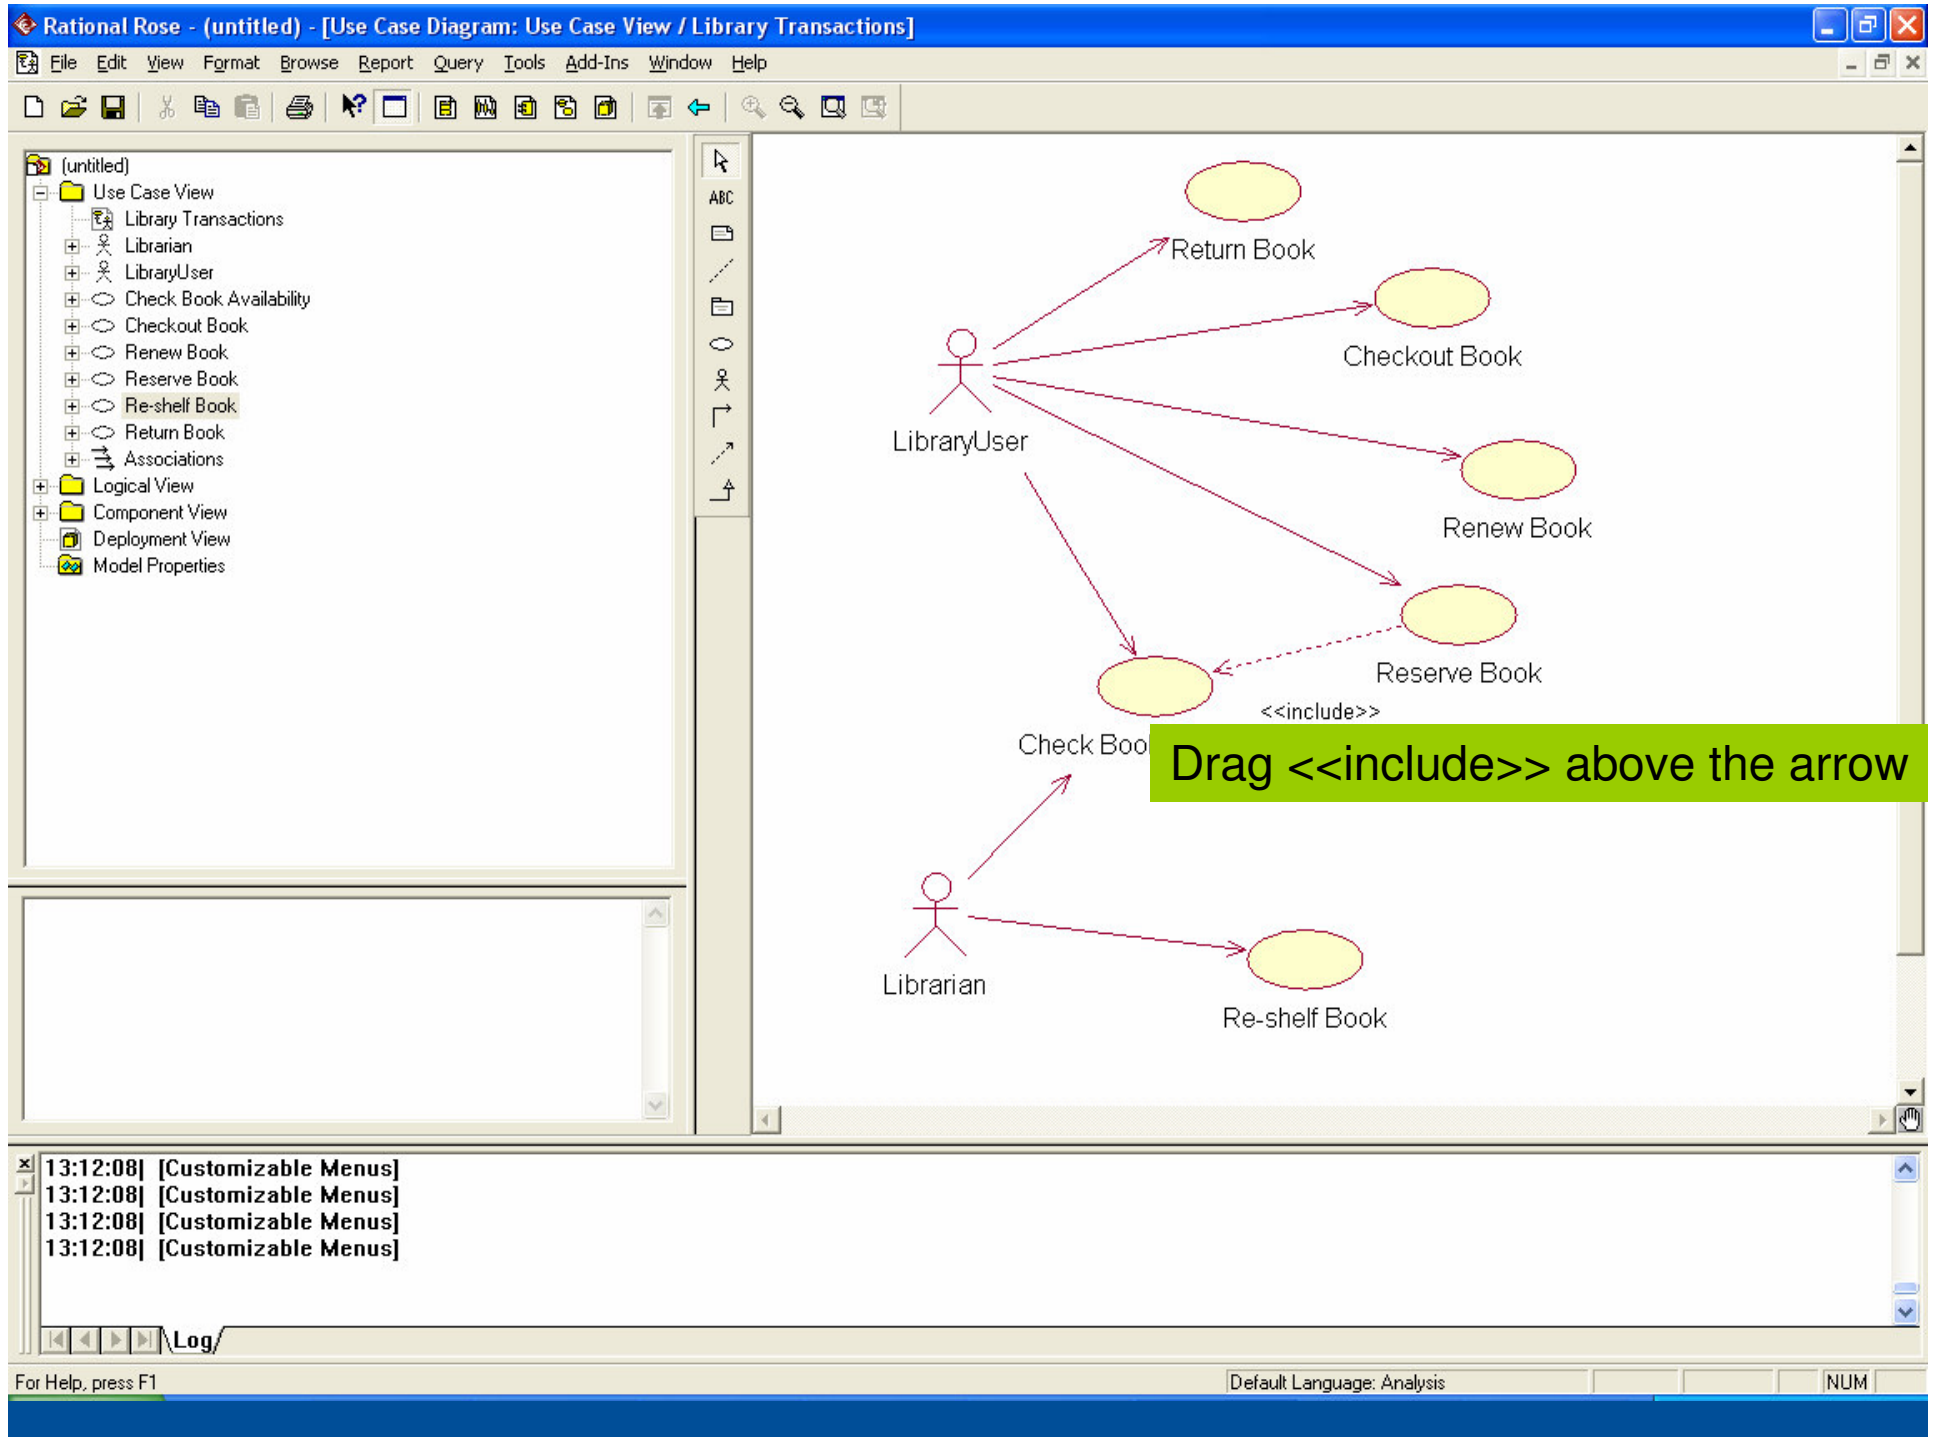 Rational Rose - (untitled) - [Use Case Diagram: Use Case View / Library Transactions]
File Edit View Format Browse Report Query Tools Add-Ins Window Help
(untitled)
Use Case View
Library Transactions
Librarian
LibraryUser
Check Book Availability
Checkout Book
Renew Book
Reserve Book
Re-shelf Book
Return Book
Associations
Logical View
Component View
Deployment View
Model Properties
ABC
Return Book
Checkout Book
LibraryUser
Renew Book
Reserve Book
<<include>>
Check Boo
Drag <<include>> above the arrow
Librarian
Re-shelf Book
13:12:08| [Customizable Menus]
13:12:08| [Customizable Menus]
13:12:08| [Customizable Menus]
13:12:08| [Customizable Menus]
Log
For Help, press F1
Default Language: Analysis
NUM